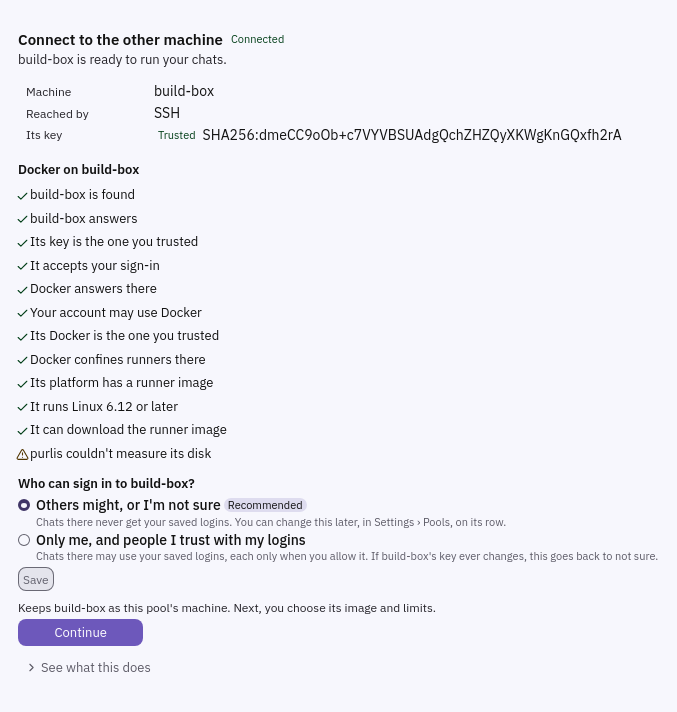 Connect to the other machine Connected
build-box is ready to run your chats.
Machine build-box
Reached by SSH
Its key Trusted SHA256:dmeCC9oOb+c7VYVBSUAdgQchZHZQyXKWgKnGQxfh2rA
Docker on build-box
build-box is found
build-box answers
Its key is the one you trusted
It accepts your sign-in
Docker answers there
Your account may use Docker
Its Docker is the one you trusted
Docker confines runners there
Its platform has a runner image
It runs Linux 6.12 or later
It can download the runner image
purlis couldn't measure its disk
Who can sign in to build-box?
Others might, or I'm not sure Recommended
Chats there never get your saved logins. You can change this later, in Settings › Pools, on its row.
Only me, and people I trust with my logins
Chats there may use your saved logins, each only when you allow it. If build-box's key ever changes, this goes back to not sure.
Save
Keeps build-box as this pool's machine. Next, you choose its image and limits.
Continue
See what this does